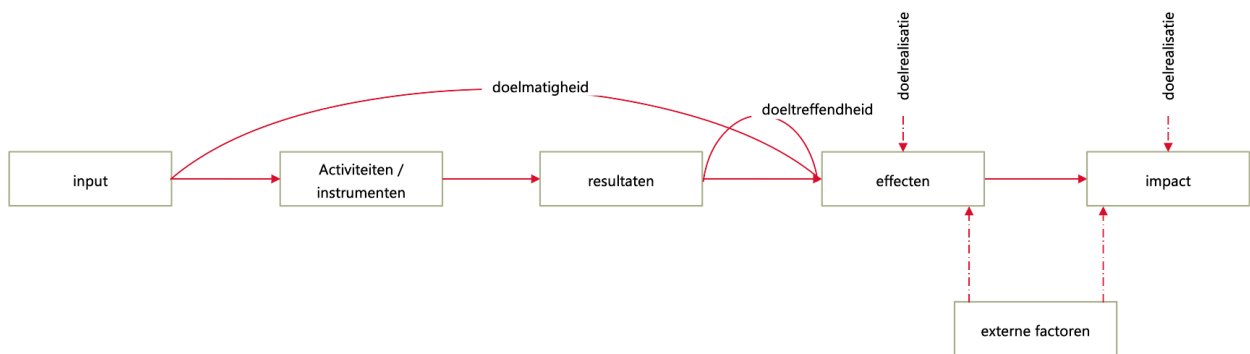 doelmatigheid
doeltreffendheid
doelrealisatie
doelrealisatie
input
Activiteiten /
instrumenten
resultaten
effecten
impact
externe factoren